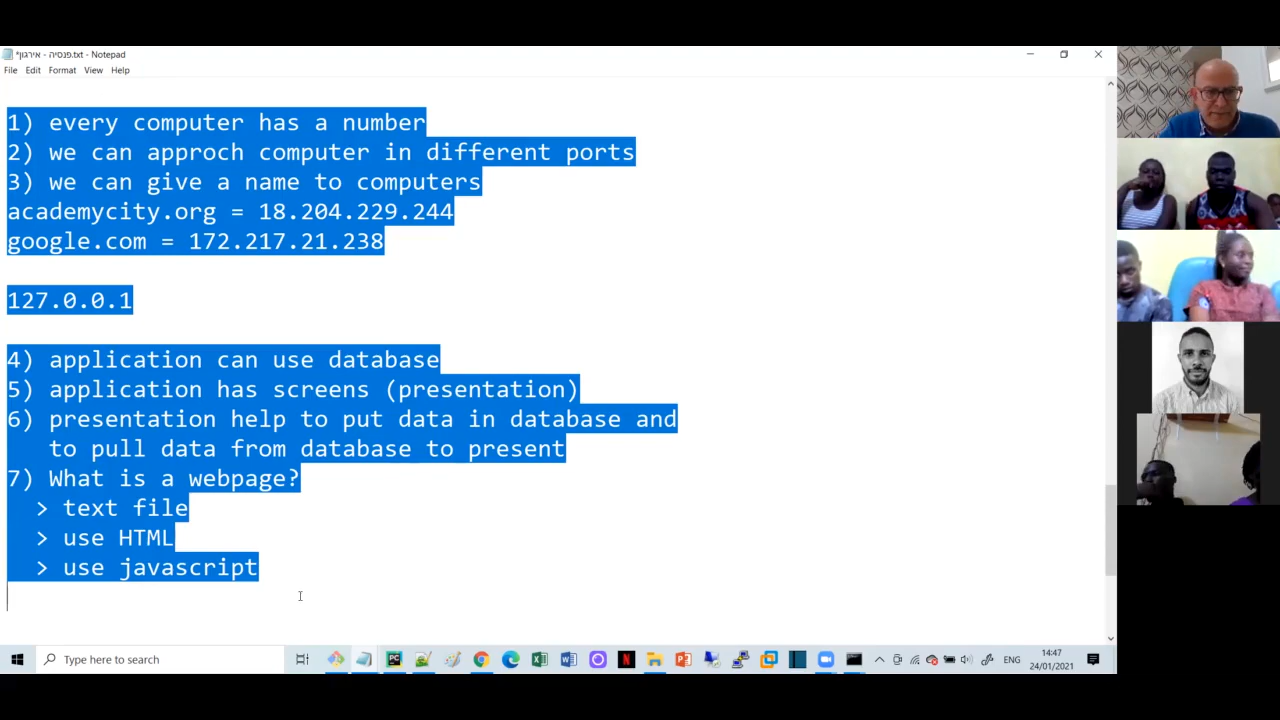 *פנסיה - אירגון.txt - Notepad
File Edit Format View Help
1) every computer has a number
2) we can approch computer in different ports
3) we can give a name to computers
academycity.org = 18.204.229.244
google.com = 172.217.21.238
127.0.0.1
4) application can use database
5) application has screens (presentation)
6) presentation help to put data in database and
to pull data from database to present
7) What is a webpage?
> text file
> use HTML
> use javascript
Type here to search
PC
ENG
14:47
24/01/2021